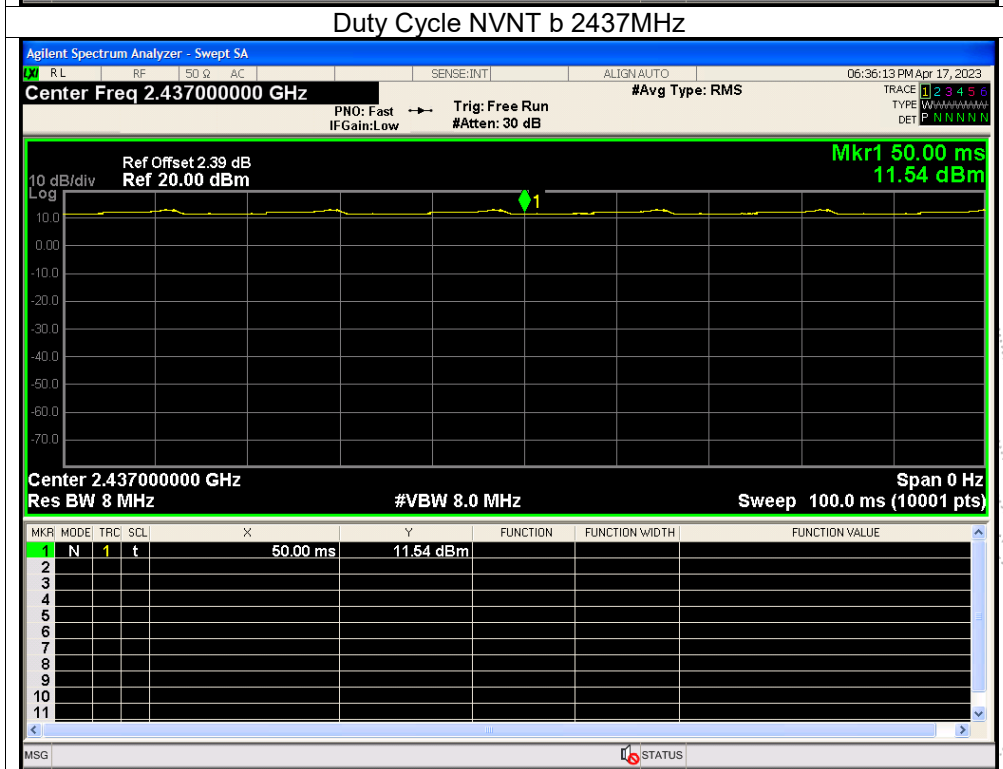 Duty Cycle NVNT b 2437MHz
Agilent Spectrum Analyzer - Swept SA
LXI RL RF 50 Ω AC SENSE:INT ALIGN AUTO 06:36:13 PM Apr 17, 2023
Center Freq 2.437000000 GHz #Avg Type: RMS TRACE 1 2 3 4 5 6
PNO: Fast Trig: Free Run TYPE WWWWWW
IFGain:Low #Atten: 30 dB DET P N N N N N
Mkr1 50.00 ms
Ref Offset 2.39 dB
10 dB/div Ref 20.00 dBm 11.54 dBm
Log
1
10.0
0.00
-10.0
-20.0
-30.0
-40.0
-50.0
-60.0
-70.0
Center 2.437000000 GHz Span 0 Hz
Res BW 8 MHz #VBW 8.0 MHz Sweep 100.0 ms (10001 pts)
MKR MODE TRC SCL X Y FUNCTION FUNCTION WIDTH FUNCTION VALUE
1 N 1 t 50.00 ms 11.54 dBm
2
3
4
5
6
7
8
9
10
11
MSG STATUS